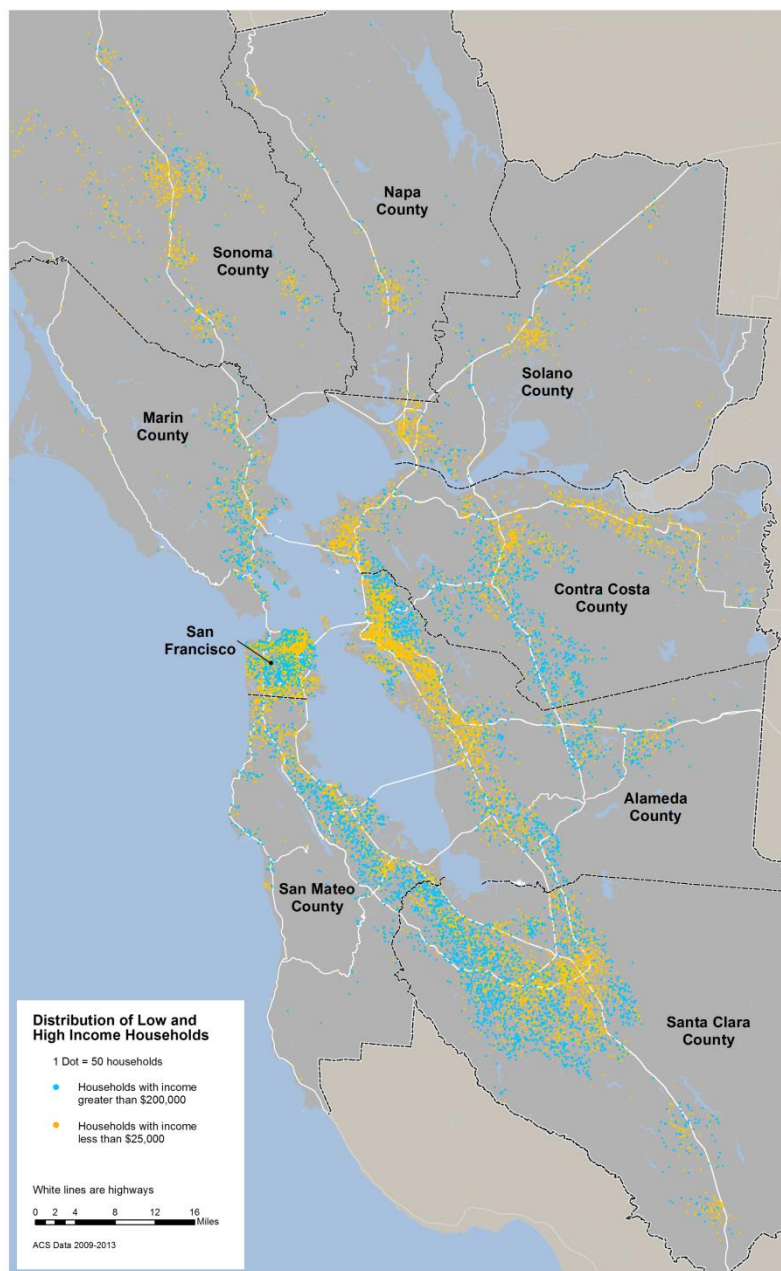 Napa
County
Sonoma
County
Solano
County
Marin
County
Contra Costa
County
San
Francisco
Alameda
County
San Mateo
County
Santa Clara
County
Distribution of Low and
High Income Households
1 Dot = 50 households
Households with income
greater than $200,000
Households with income
less than $25,000
White lines are highways
0 2 4 8 12 16
Miles
ACS Data 2009-2013